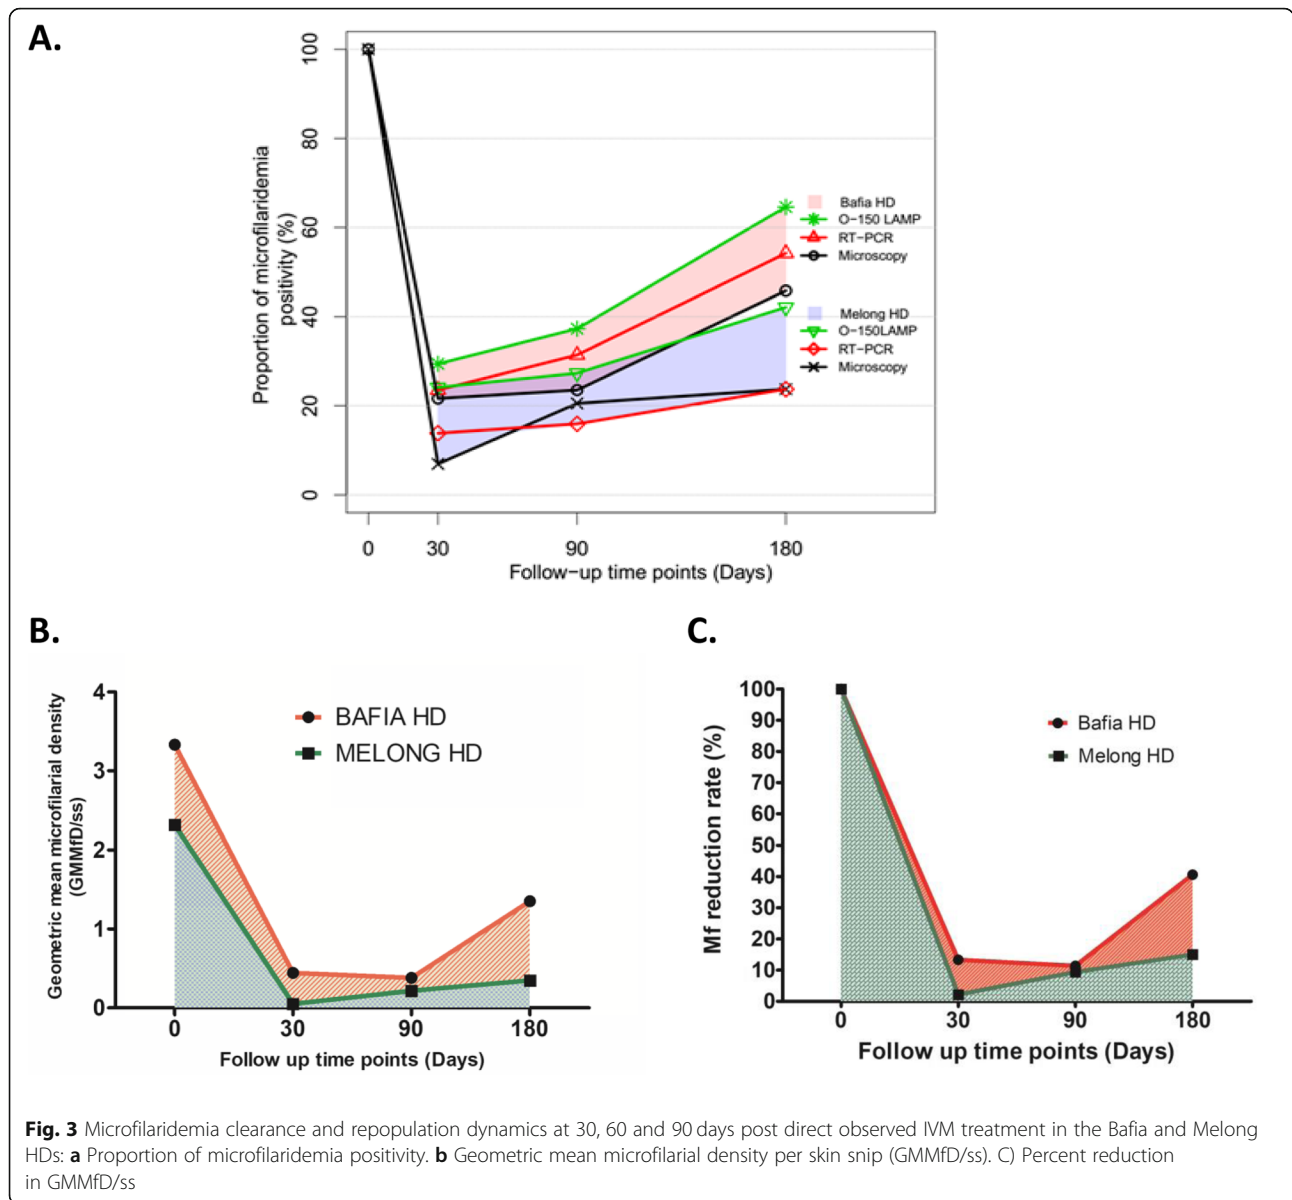 A.
Proportion of microfilaridemia
positivity (%)
100
80
60
40
20
0
Bafia HD
O−150 LAMP
RT−PCR
Microscopy
Melong HD
O−150LAMP
RT−PCR
Microscopy
0 30 90 180
Follow−up time points (Days)
B.
Geometric mean microfilarial density
(GMMfD/ss)
4
3
2
1
0
BAFIA HD
MELONG HD
0 30 90 180
Follow up time points (Days)
C.
Mf reduction rate (%)
100
90
80
70
60
50
40
30
20
10
0
Bafia HD
Melong HD
0 30 90 180
Follow up time points (Days)
Fig. 3 Microfilaridemia clearance and repopulation dynamics at 30, 60 and 90 days post direct observed IVM treatment in the Bafia and Melong
HDs: a Proportion of microfilaridemia positivity. b Geometric mean microfilarial density per skin snip (GMMfD/ss). C) Percent reduction
in GMMfD/ss